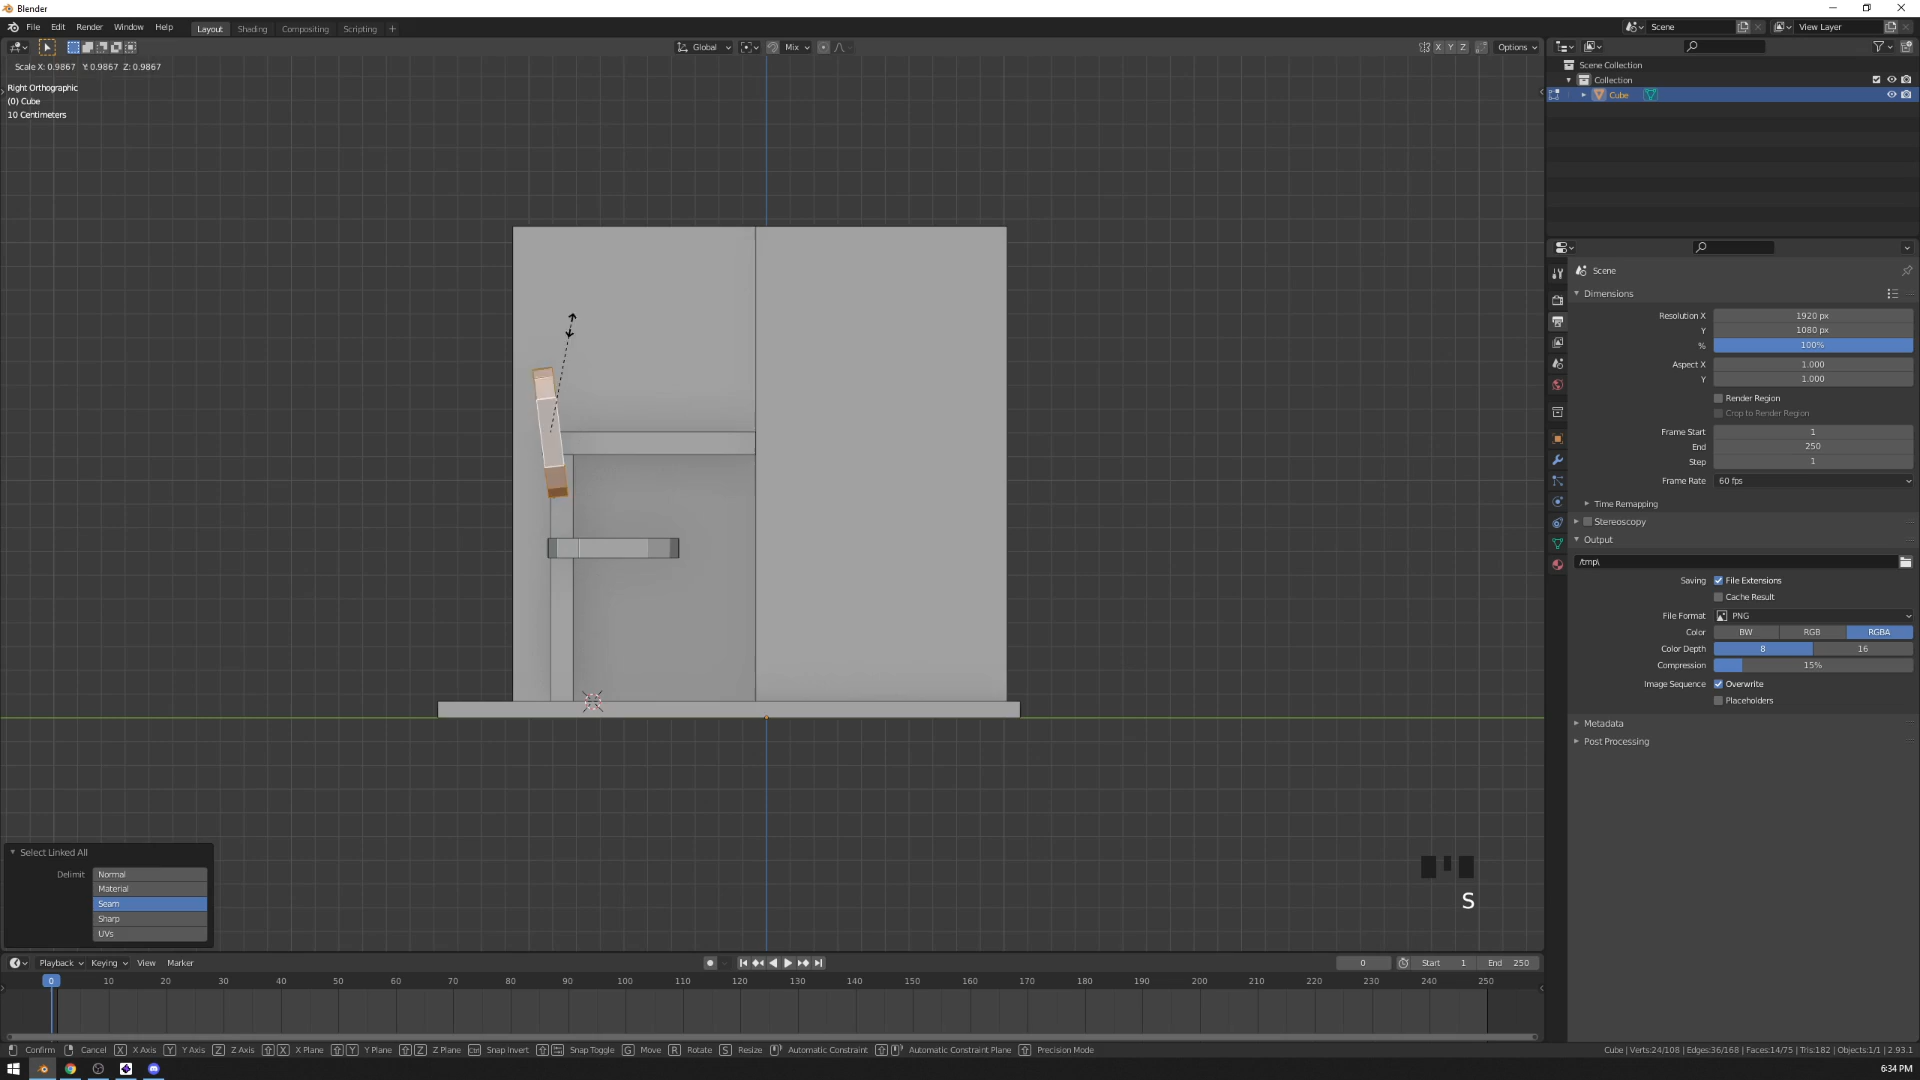 Blender
File Edit Render Window Help
Layout Shading Compositing Scripting +
Scene
View Layer
Global
Mix
X Y Z
Options
Scale X: 0.9867 Y: 0.9867 Z: 0.9867
Right Orthographic
(0) Cube
10 Centimeters
Scene Collection
Collection
Cube
Scene
Dimensions
Resolution X 1920 px
Y 1080 px
% 100%
Aspect X 1.000
Y 1.000
Render Region
Crop to Render Region
Frame Start 1
End 250
Step 1
Frame Rate 60 fps
Time Remapping
Stereoscopy
Output
/tmp\
Saving File Extensions
Cache Result
File Format PNG
Color BW RGB RGBA
Color Depth 8 16
Compression 15%
Image Sequence Overwrite
Placeholders
Metadata
Post Processing
Select Linked All
Delimit Normal
Material
Seam
Sharp
UVs
S
Playback Keying View Marker
0 Start 1 End 250
0 10 20 30 40 50 60 70 80 90 100 110 120 130 140 150 160 170 180 190 200 210 220 230 240 250
Confirm Cancel X X Axis Y Y Axis Z Z Axis X X Plane Y Y Plane Z Z Plane Ctrl Snap Invert Snap Toggle G Move R Rotate S Resize Automatic Constraint Automatic Constraint Plane Precision Mode
Cube | Verts:24/108 | Edges:36/168 | Faces:14/75 | Tris:182 | Objects:1/1 | 2.93.1
6:34 PM